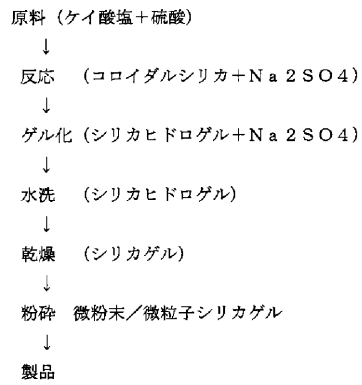 原料（ケイ酸塩＋硫酸）
↓
反応　（コロイダルシリカ＋Ｎａ２ＳＯ４）
↓
ゲル化（シリカヒドロゲル＋Ｎａ２ＳＯ４）
↓
水洗　（シリカヒドロゲル）
↓
乾燥　（シリカゲル）
↓
粉砕　微粉末／微粒子シリカゲル
↓
製品